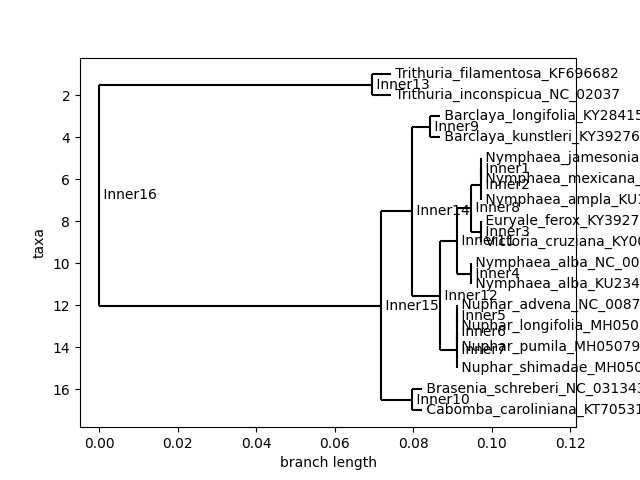 Trithuria_filamentosa_KF696682
Inner13
Trithuria_inconspicua_NC_02037
2
Barclaya_longifolia_KY28415
Inner9
4
Barclaya_kunstleri_KY39276
Nymphaea_jamesonia
Inner1
6
Nymphaea_mexicana_
Inner2
Inner16
Nymphaea_ampla_KU1
Inner14
Inner8
8
Euryale_ferox_KY3927
Inner3
Inner11
Victoria_cruziana_KY00
taxa
10
Nymphaea_alba_NC_00
Inner4
Nymphaea_alba_KU234
Inner12
12
Inner15
Nuphar_advena_NC_0087
Inner5
Nuphar_longifolia_MH050
Inner6
14
Nuphar_pumila_MH05079
Inner7
Nuphar_shimadae_MH050
16
Brasenia_schreberi_NC_031343
Inner10
Cabomba_caroliniana_KT70531
0.00 0.02 0.04 0.06 0.08 0.10 0.12
branch length